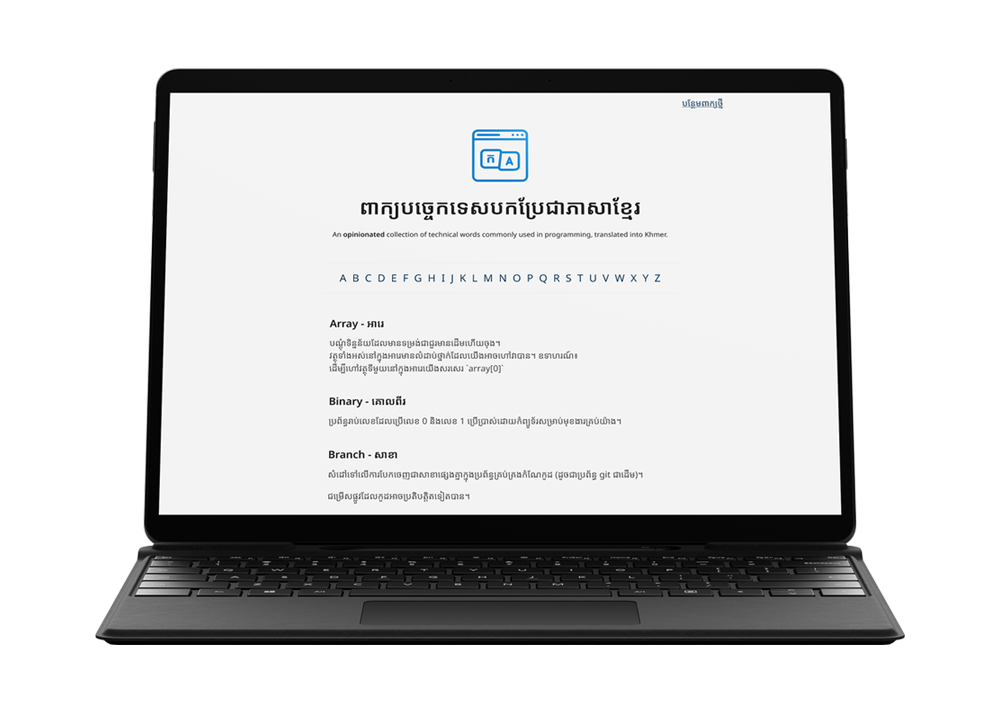 បន្ថែមពាក្យថ្មី
ក A
ពាក្យបច្ចេកទេសបកប្រែជាភាសាខ្មែរ
An opinionated collection of technical words commonly used in programming, translated into Khmer.
A B C D E F G H I J K L M N O P Q R S T U V W X Y Z
Array - អារេ
បណ្តុំទិន្នន័យដែលមានទម្រង់ជាជួរមានដើមហើយចុង។
វត្ថុទាំងអស់នៅក្នុងអារេមានលំដាប់ថ្នាក់ដែលយើងអាចហៅវាបាន។ ឧទាហរណ៍៖
ដើម្បីហៅវត្ថុទីមួយនៅក្នុងអារេយើងសរសេរ `array[0]`
Binary - គោលពីរ
ប្រព័ន្ធរាប់លេខដែលប្រើលេខ 0 និងលេខ 1 ប្រើប្រាស់ដោយកំព្យូទ័រសម្រាប់មុខងារគ្រប់យ៉ាង។
Branch - សាខា
សំដៅទៅលើការបែកចេញជាសាខាផ្សេងគ្នាក្នុងប្រព័ន្ធគ្រប់គ្រងកំណែកូដ (ដូចជាប្រព័ន្ធ git ជាដើម)។
ជម្រើសផ្លូវដែលកូដអាចប្រតិបត្តិតទៀតបាន។